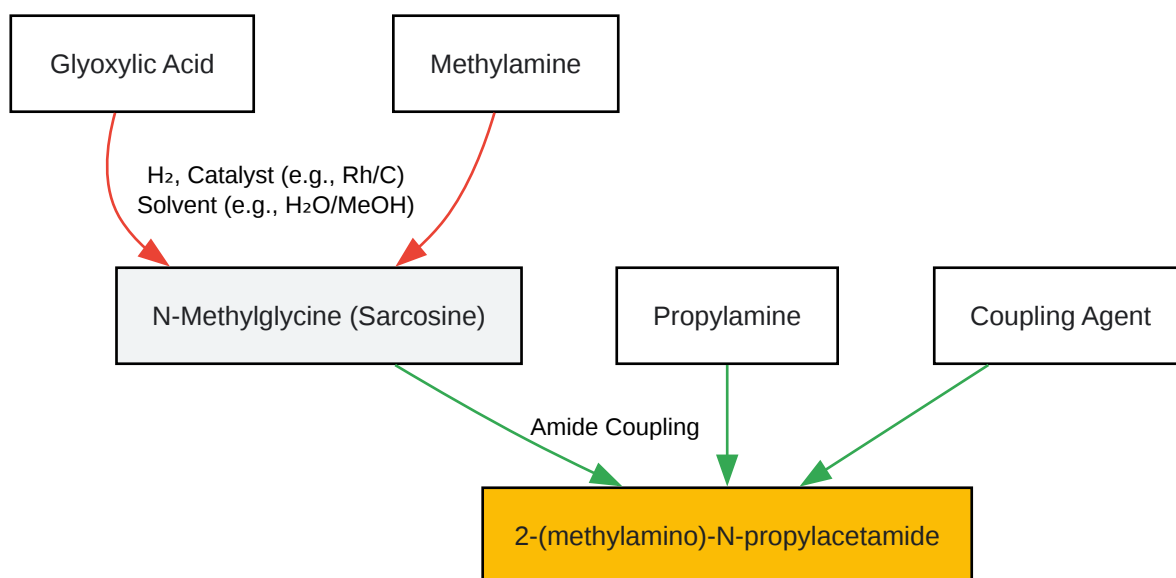 Glyoxylic Acid
Methylamine
H₂, Catalyst (e.g., Rh/C)
Solvent (e.g., H₂O/MeOH)
N-Methylglycine (Sarcosine)
Propylamine
Coupling Agent
Amide Coupling
2-(methylamino)-N-propylacetamide